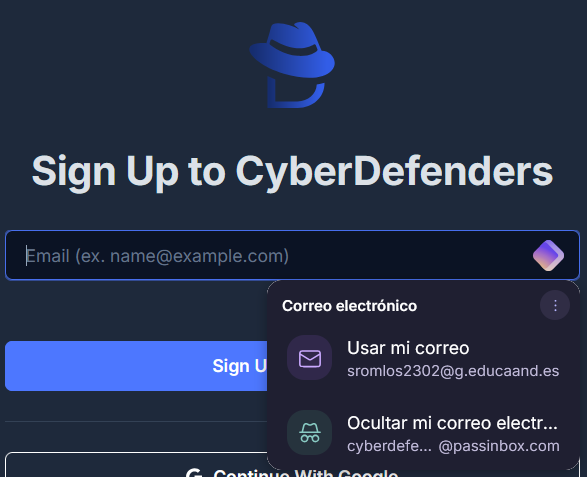 Sign Up to CyberDefenders
Email (ex. name@example.com)
Correo electrónico
Usar mi correo
sromlos2302@g.educaand.es
Sign U
Ocultar mi correo electr...
cyberdefe... @passinbox.com
Continue With Google